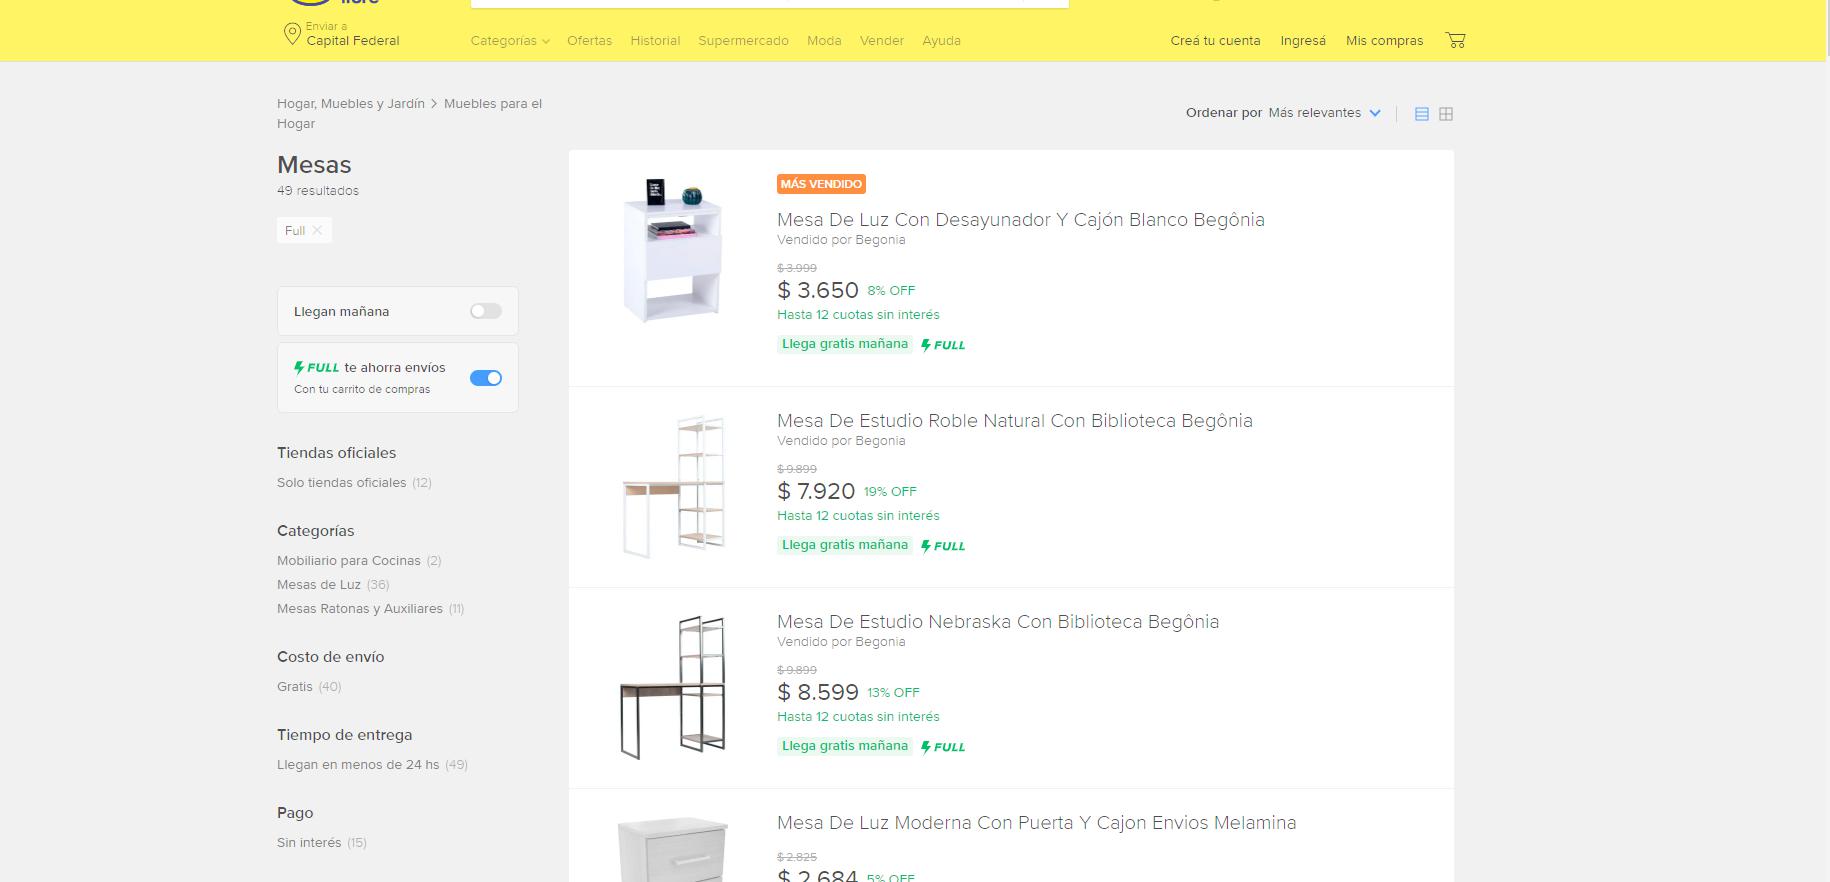 Enviar a
Capital Federal
Categorías
Ofertas
Historial
Supermercado
Moda
Vender
Ayuda
Creá tu cuenta
Ingresá
Mis compras
Hogar, Muebles y Jardín > Muebles para el
Hogar
Ordenar por Más relevantes
Mesas
49 resultados
Full
Llegan mañana
FULL te ahorra envíos
Con tu carrito de compras
Tiendas oficiales
Solo tiendas oficiales (12)
Categorías
Mobiliario para Cocinas (2)
Mesas de Luz (36)
Mesas Ratonas y Auxiliares (11)
Costo de envío
Gratis (40)
Tiempo de entrega
Llegan en menos de 24 hs (49)
Pago
Sin interés (15)
MÁS VENDIDO
Mesa De Luz Con Desayunador Y Cajón Blanco Begônia
Vendido por Begonia
$ 3.999
$ 3.650 8% OFF
Hasta 12 cuotas sin interés
Llega gratis mañana FULL
Mesa De Estudio Roble Natural Con Biblioteca Begônia
Vendido por Begonia
$ 9.899
$ 7.920 19% OFF
Hasta 12 cuotas sin interés
Llega gratis mañana FULL
Mesa De Estudio Nebraska Con Biblioteca Begônia
Vendido por Begonia
$ 9.899
$ 8.599 13% OFF
Hasta 12 cuotas sin interés
Llega gratis mañana FULL
Mesa De Luz Moderna Con Puerta Y Cajon Envios Melamina
$ 2.825
$ 2.684 5% OFF